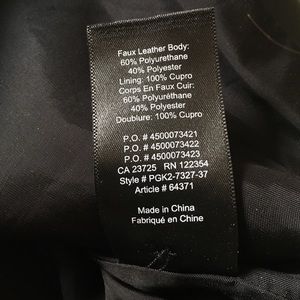 Faux Leather Body:
60% Polyurethane
40% Polyester
Lining: 100% Cupro
Corps En Faux Cuir:
60% Polyuréthane
40% Polyester
Doublure: 100% Cupro
P.O. # 4500073421
P.O. # 4500073422
P.O. # 4500073423
CA 23725 RN 122354
Style # PGK2-7327-37
Article # 64371
Made in China
Fabriqué en Chine